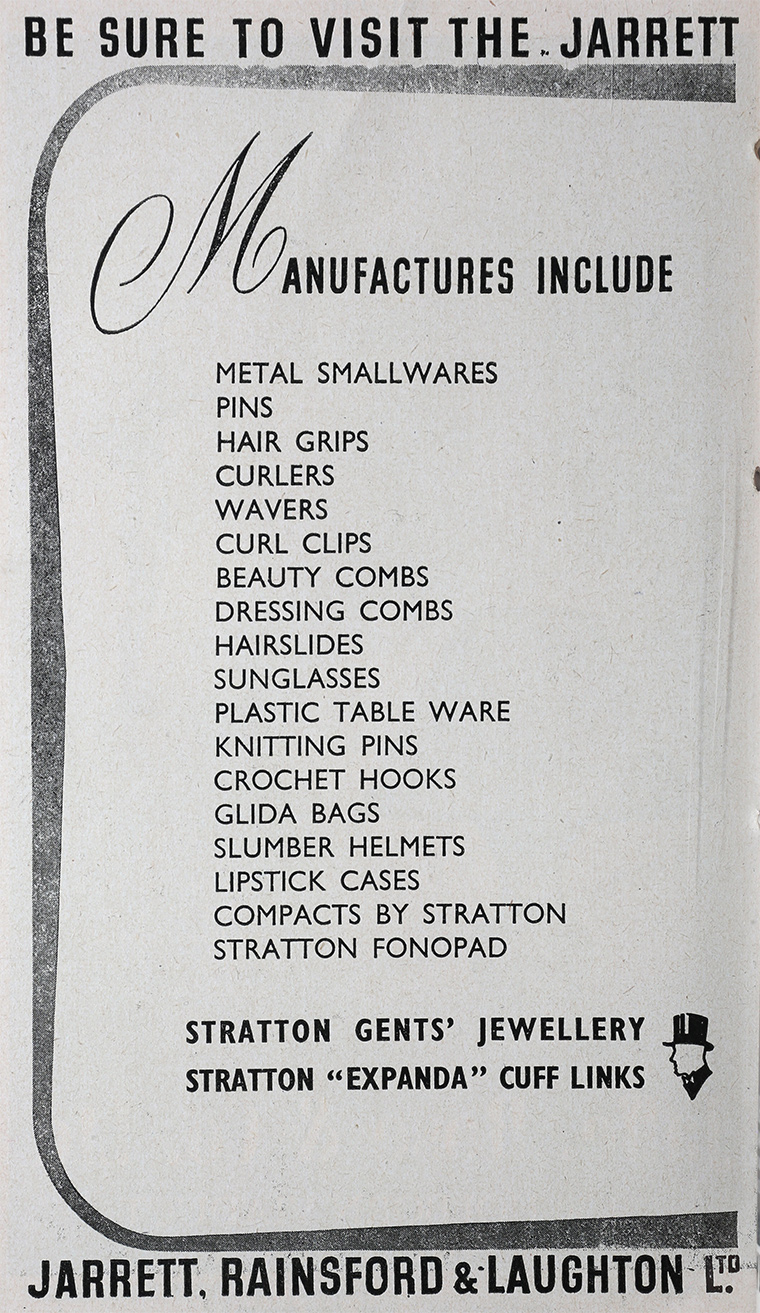 BE SURE TO VISIT THE JARRETT
MANUFACTURES INCLUDE
METAL SMALLWARES
PINS
HAIR GRIPS
CURLERS
WAVERS
CURL CLIPS
BEAUTY COMBS
DRESSING COMBS
HAIRSLIDES
SUNGLASSES
PLASTIC TABLE WARE
KNITTING PINS
CROCHET HOOKS
GLIDA BAGS
SLUMBER HELMETS
LIPSTICK CASES
COMPACTS BY STRATTON
STRATTON FONOPAD
STRATTON GENTS' JEWELLERY
STRATTON “EXPANDA” CUFF LINKS
JARRETT, RAINSFORD & LAUGHTON LTD.